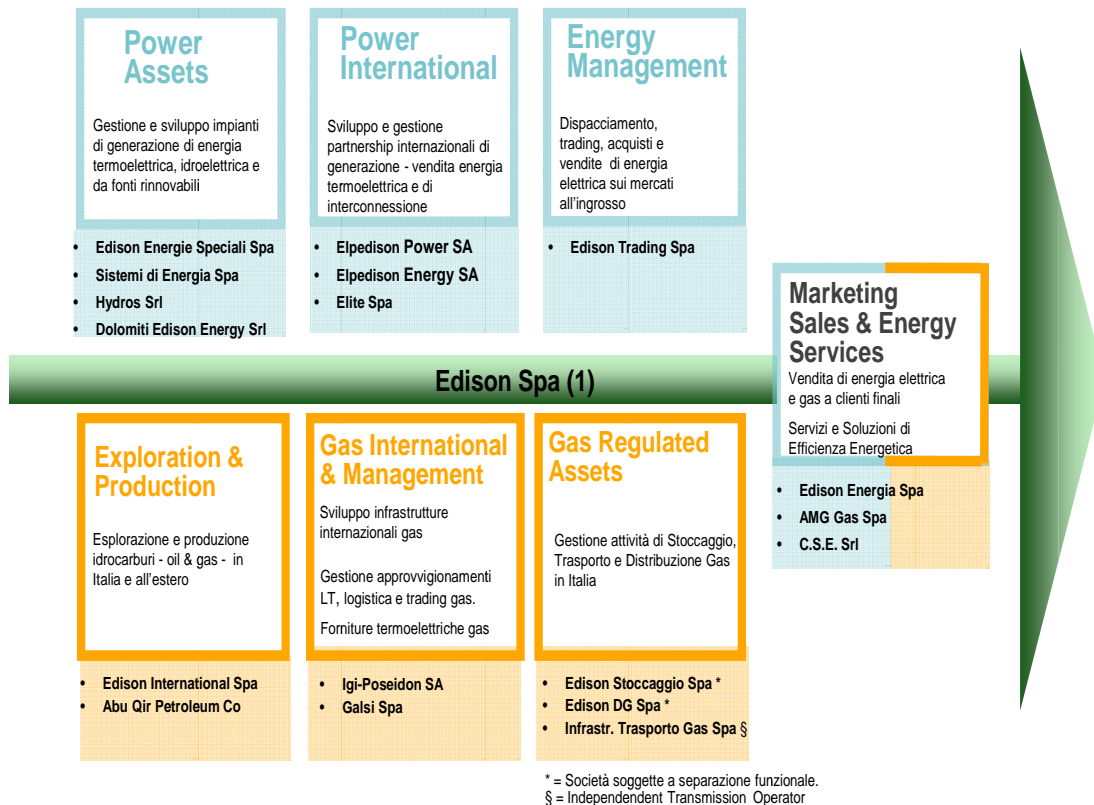 Power
Assets
Gestione e sviluppo impianti
di generazione di energia
termoelettrica, idroelettrica e
da fonti rinnovabili
• Edison Energie Speciali Spa
• Sistemi di Energia Spa
• Hydros Srl
• Dolomiti Edison Energy Srl
Power
International
Sviluppo e gestione
partnership internazionali di
generazione - vendita energia
termoelettrica e di
interconnessione
• Elpedison Power SA
• Elpedison Energy SA
• Elite Spa
Energy
Management
Dispacciamento,
trading, acquisti e
vendite di energia
elettrica sui mercati
all'ingrosso
• Edison Trading Spa
Marketing
Sales & Energy
Services
Vendita di energia elettrica
e gas a clienti finali
Servizi e Soluzioni di
Efficienza Energetica
• Edison Energia Spa
• AMG Gas Spa
• C.S.E. Srl
Edison Spa (1)
Exploration &
Production
Esplorazione e produzione
idrocarburi - oil & gas - in
Italia e all'estero
• Edison International Spa
• Abu Qir Petroleum Co
Gas International
& Management
Sviluppo infrastrutture
internazionali gas
Gestione approvvigionamenti
LT, logistica e trading gas.
Forniture termoelettriche gas
• Igi-Poseidon SA
• Galsi Spa
Gas Regulated
Assets
Gestione attività di Stoccaggio,
Trasporto e Distribuzione Gas
in Italia
• Edison Stoccaggio Spa *
• Edison DG Spa *
• Infrastr. Trasporto Gas Spa §
* = Società soggette a separazione funzionale.
§ = Independendent Transmission Operator